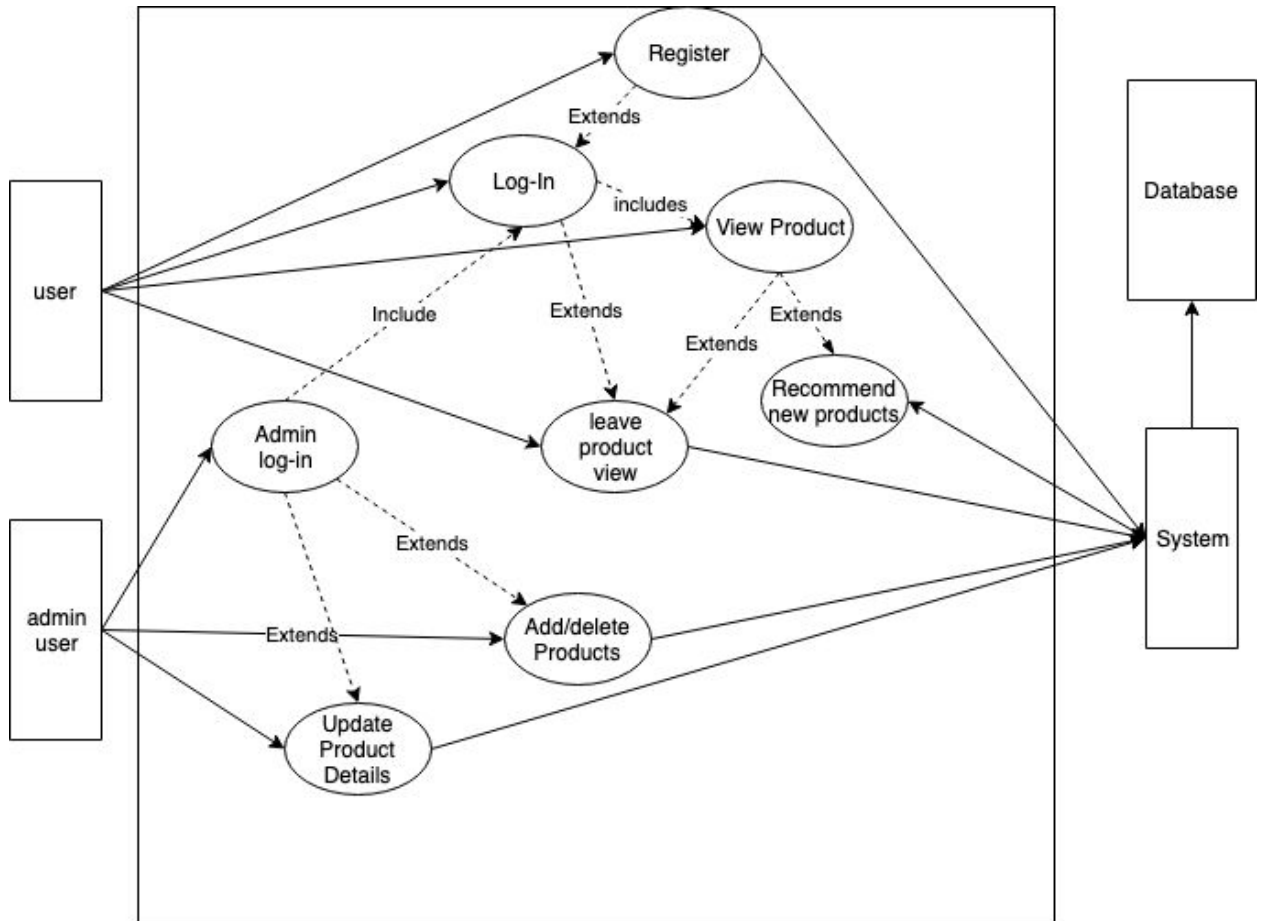 Register
Extends
Log-In
includes
View Product
Database
user
Include
Extends
Extends
Extends
Recommend
new products
Admin
log-in
leave
product
view
Extends
System
admin
user
Extends
Add/delete
Products
Update
Product
Details